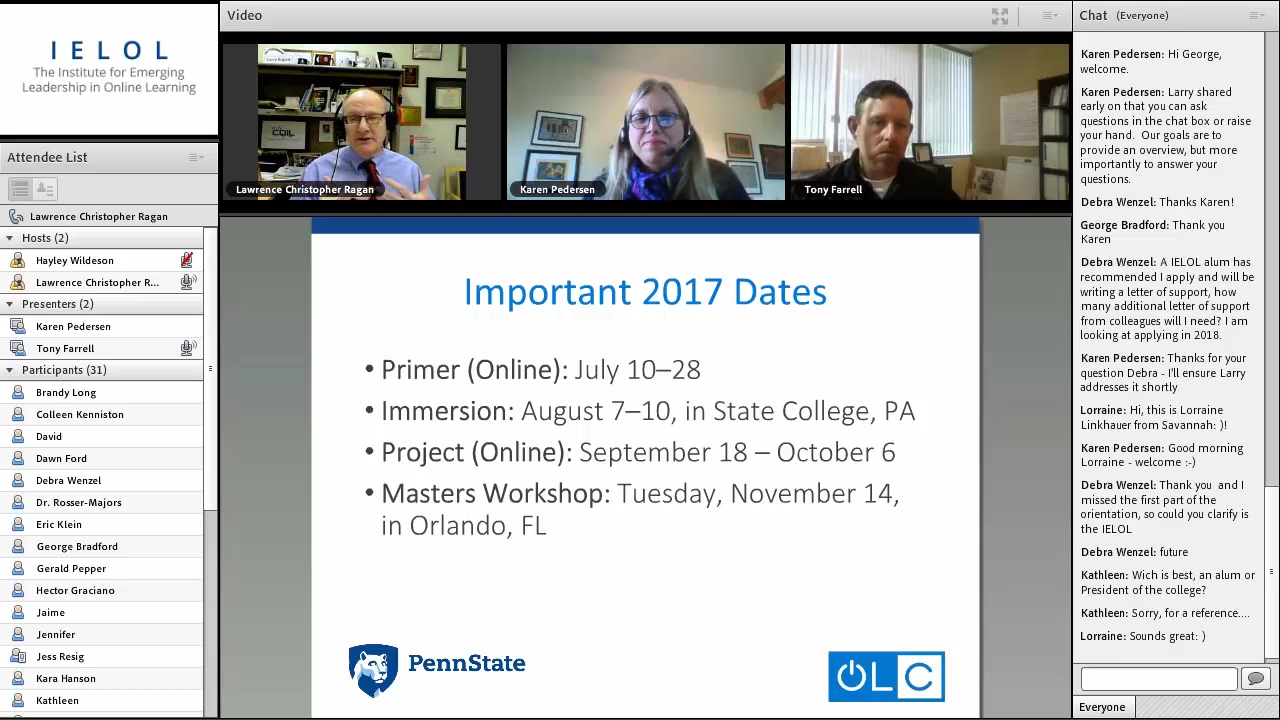 I E L O L
The Institute for Emerging
Leadership in Online Learning
Attendee List
Lawrence Christopher Ragan
Hosts (2)
Hayley Wildeson
Lawrence Christopher R...
Presenters (2)
Karen Pedersen
Tony Farrell
Participants (31)
Brandy Long
Colleen Kenniston
David
Dawn Ford
Debra Wenzel
Dr. Rosser-Majors
Eric Klein
George Bradford
Gerald Pepper
Hector Graciano
Jaime
Jennifer
Jess Resig
Kara Hanson
Kathleen
Video
COIL
Lawrence Christopher Ragan
Karen Pedersen
Tony Farrell
Important 2017 Dates
• Primer (Online): July 10–28
• Immersion: August 7–10, in State College, PA
• Project (Online): September 18 – October 6
• Masters Workshop: Tuesday, November 14,
in Orlando, FL
PennState
OLC
Chat (Everyone)
Karen Pedersen: Hi George,
welcome.
Karen Pedersen: Larry shared
early on that you can ask
questions in the chat box or raise
your hand. Our goals are to
provide an overview, but more
importantly to answer your
questions.
Debra Wenzel: Thanks Karen!
George Bradford: Thank you
Karen
Debra Wenzel: A IELOL alum has
recommended I apply and will be
writing a letter of support, how
many additional letter of support
from colleagues will I need? I am
looking at applying in 2018.
Karen Pedersen: Thanks for your
question Debra - I'll ensure Larry
addresses it shortly
Lorraine: Hi, this is Lorraine
Linkhauer from Savannah: )!
Karen Pedersen: Good morning
Lorraine - welcome :-)
Debra Wenzel: Thank you and I
missed the first part of the
orientation, so could you clarify is
the IELOL
Debra Wenzel: future
Kathleen: Wich is best, an alum or
President of the college?
Kathleen: Sorry, for a reference....
Lorraine: Sounds great: )
Everyone